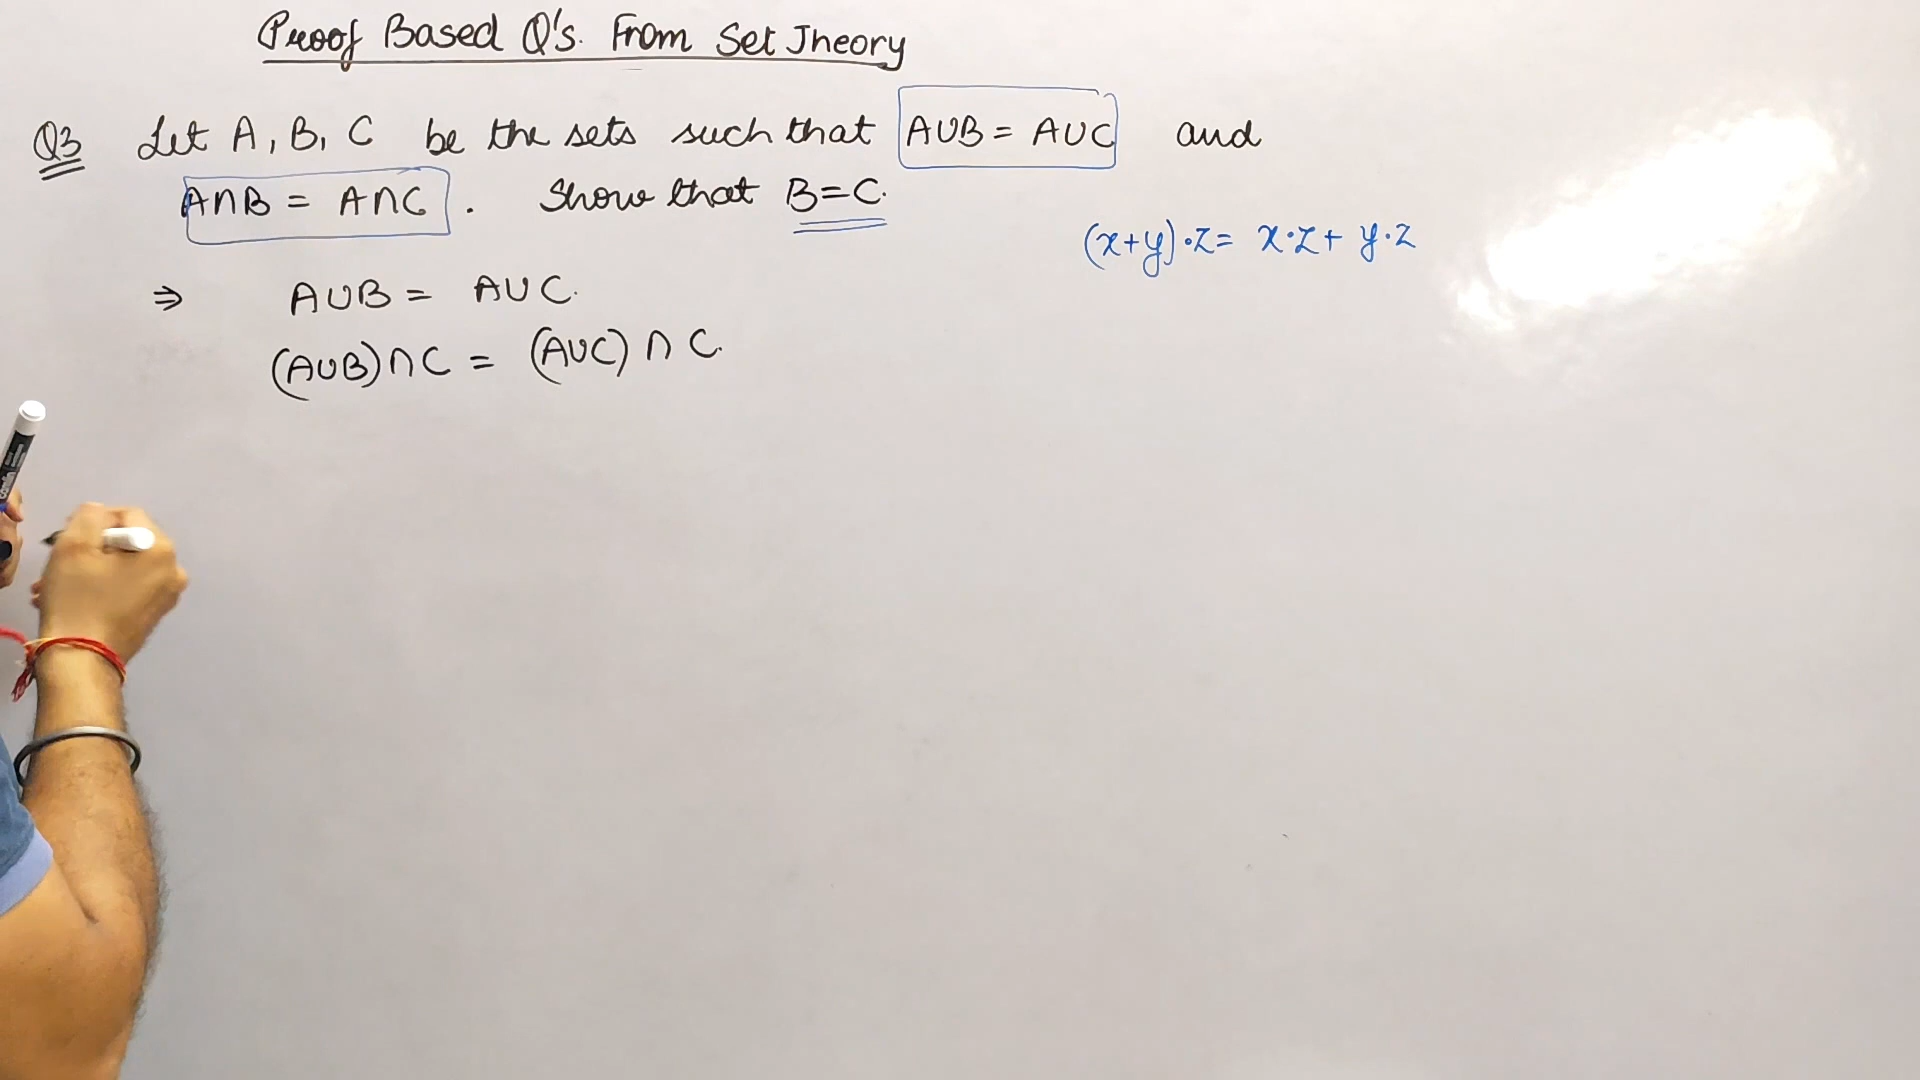 Proof Based Q's. From Set Theory
Q3 Let A, B, C be the sets such that A∪B = A∪C and
A∩B = A∩C . Show that B=C.
(x+y)•z = x•z + y•z
⇒ A∪B = A∪C.
(A∪B)∩C = (A∪C) ∩ C.